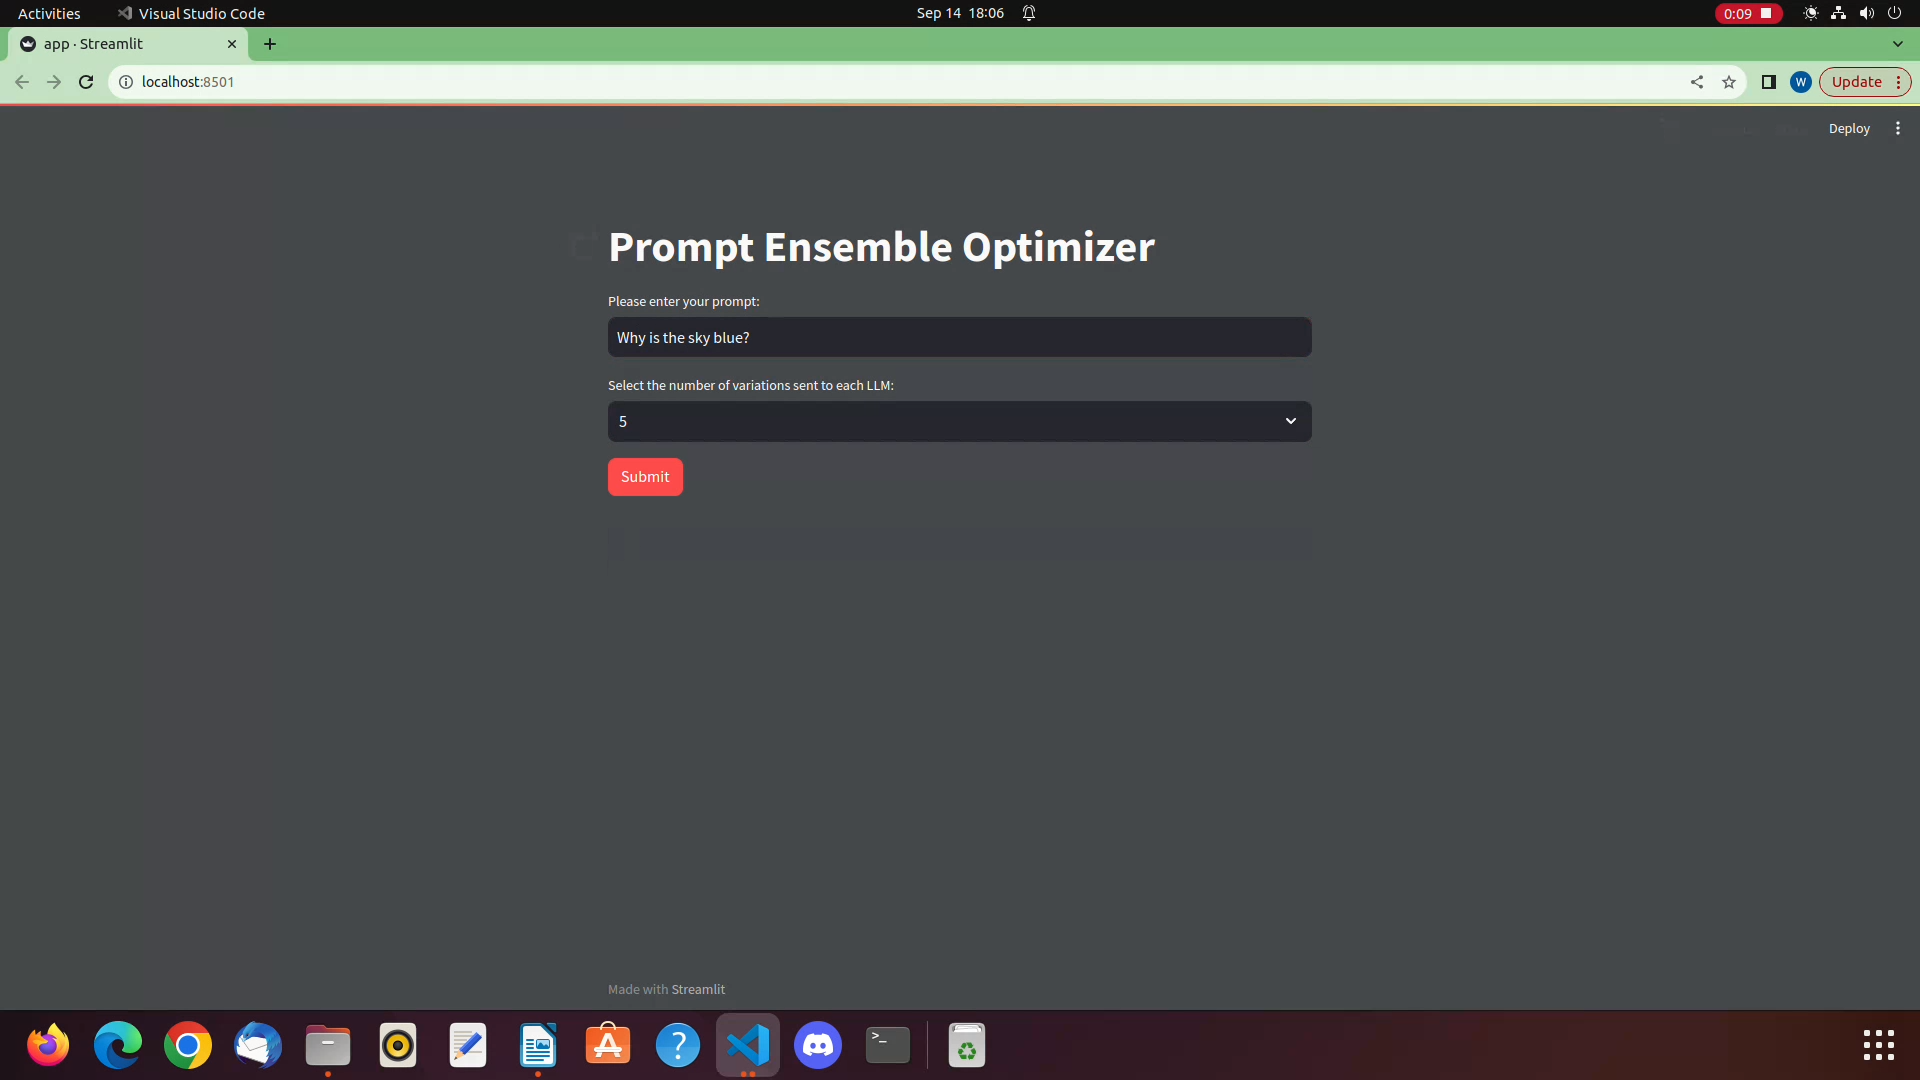 Activities
Visual Studio Code
Sep 14 18:06
0:09
app · Streamlit
localhost:8501
W
Update
Deploy
Prompt Ensemble Optimizer
Please enter your prompt:
Why is the sky blue?
Select the number of variations sent to each LLM:
5
Submit
Made with Streamlit